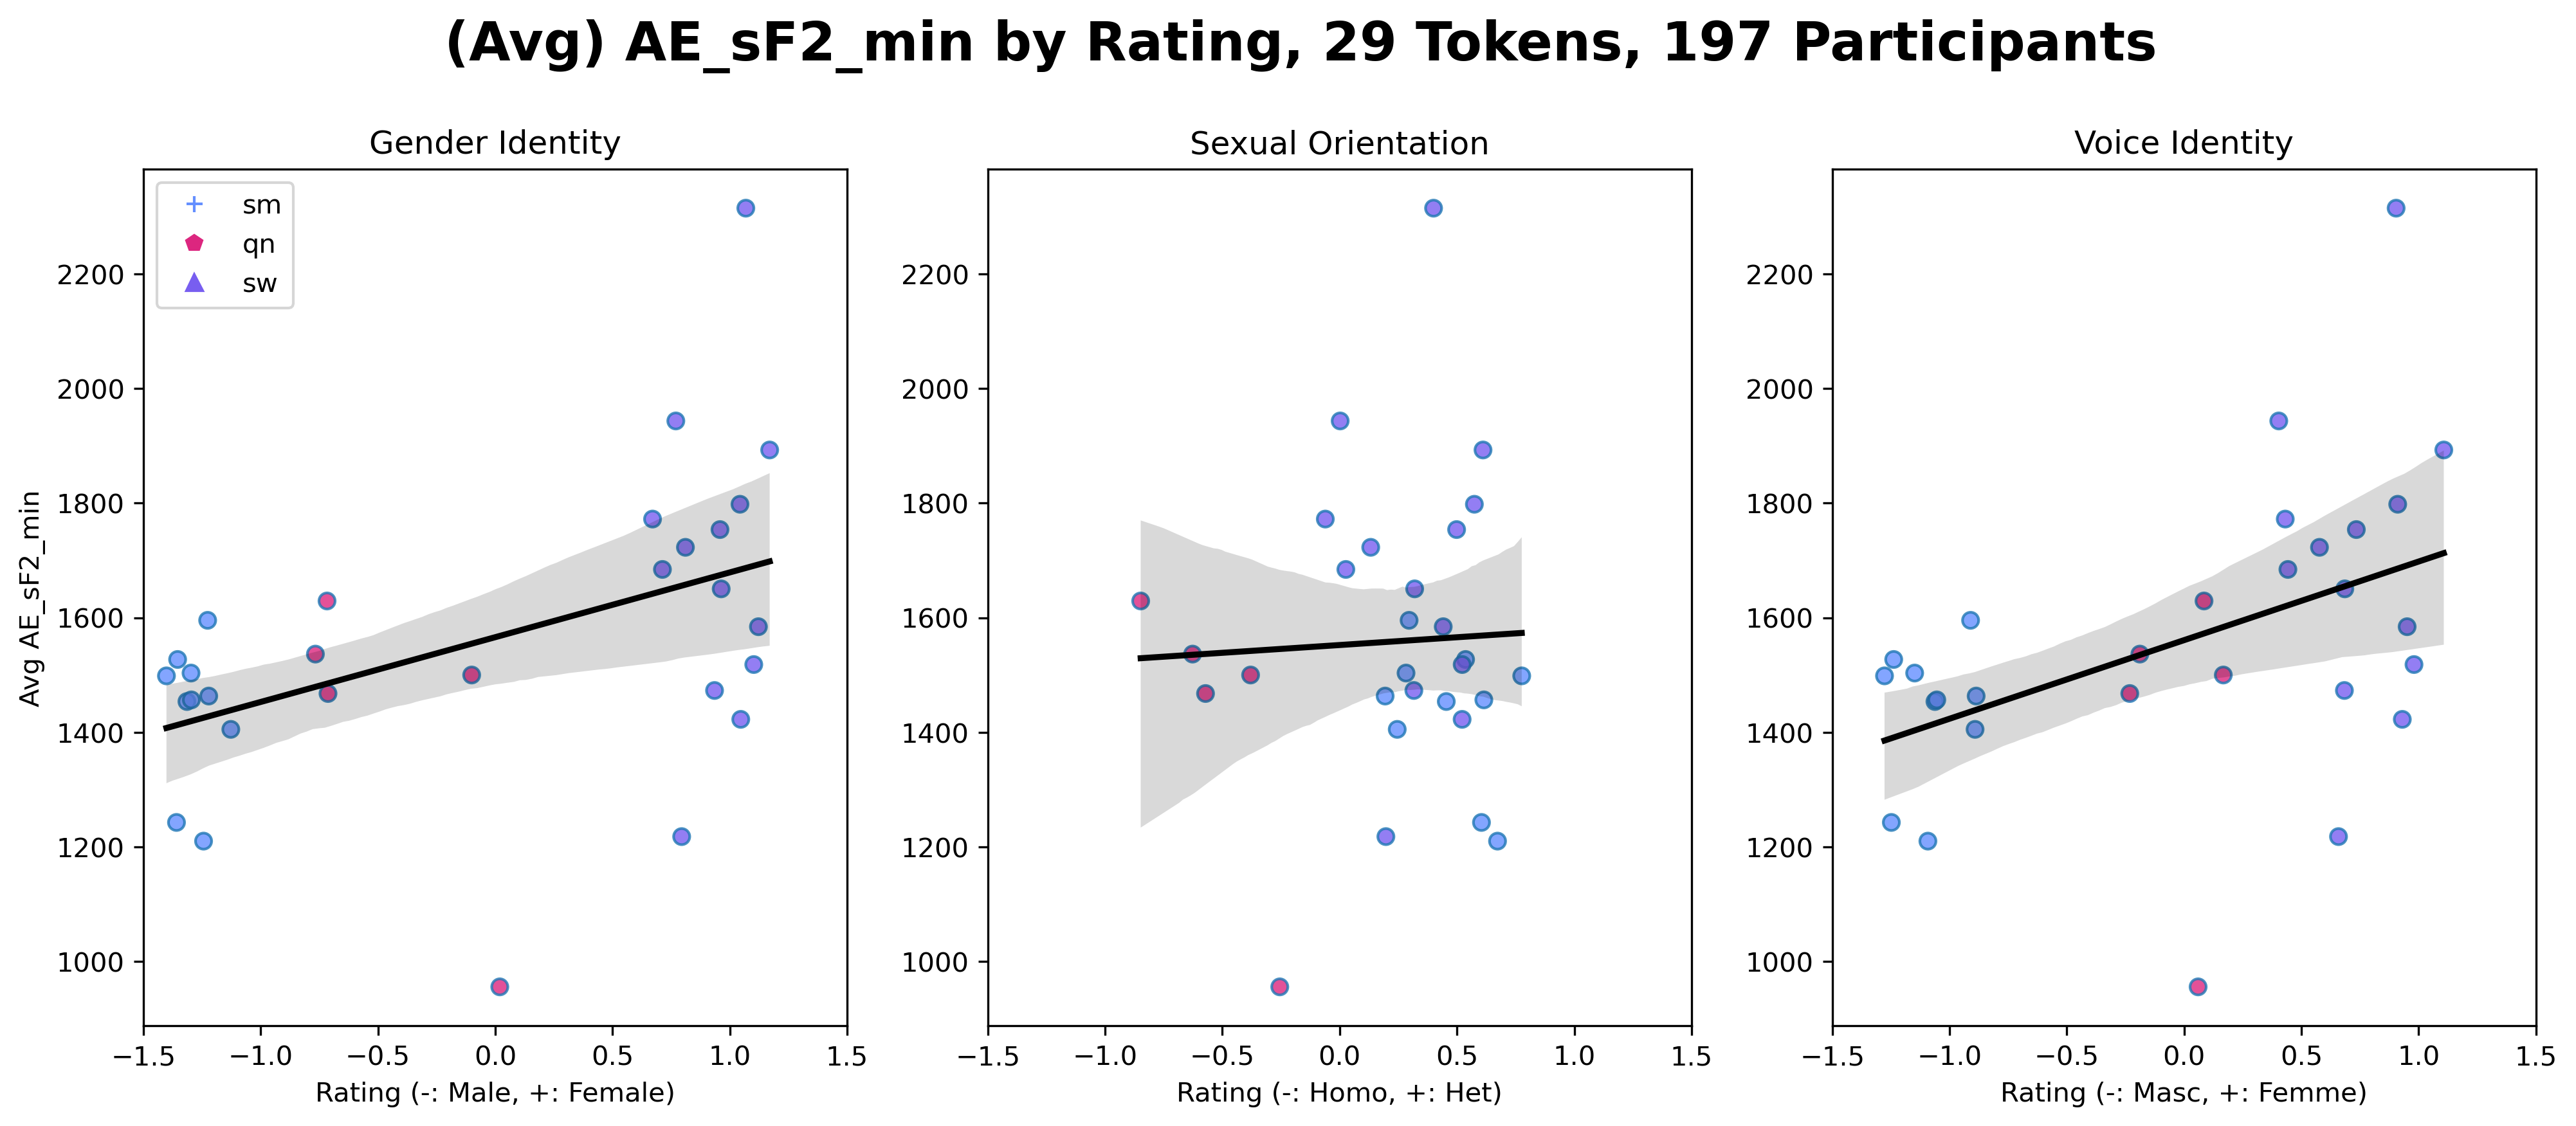 (Avg) AE_sF2_min by Rating, 29 Tokens, 197 Participants
Gender Identity
sm
qn
sw
2200
2000
1800
1600
1400
1200
1000
Avg AE_sF2_min
−1.5 −1.0 −0.5 0.0 0.5 1.0 1.5
Rating (-: Male, +: Female)
Sexual Orientation
2200
2000
1800
1600
1400
1200
1000
−1.5 −1.0 −0.5 0.0 0.5 1.0 1.5
Rating (-: Homo, +: Het)
Voice Identity
2200
2000
1800
1600
1400
1200
1000
−1.5 −1.0 −0.5 0.0 0.5 1.0 1.5
Rating (-: Masc, +: Femme)